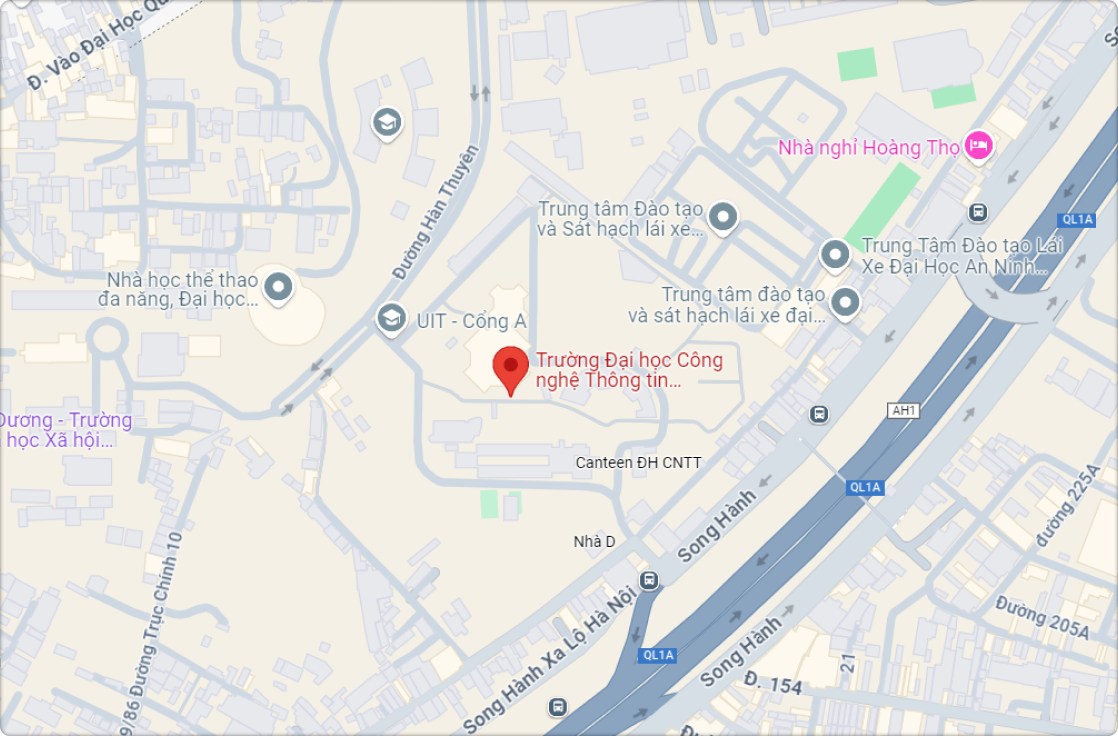 Đ. Vào Đại Học Qu
So
Nhà nghỉ Hoàng Thọ
Đường Hàn Thuyên
Trung tâm Đào tạo
và Sát hạch lái xe...
QL1A
Trung Tâm Đào tạo Lái
Xe Đại Học An Ninh...
Nhà học thể thao
đa năng, Đại học...
Trung tâm đào tạo
và sát hạch lái xe đại...
UIT - Cổng A
Trường Đại học Công
nghệ Thông tin...
Dương - Trường
học Xã hội...
AH1
Canteen ĐH CNTT
QL1A
Song Hành
đường 225A
Nhà D
Song Hành Xa Lộ Hà Nội
9/86 Đường Trục Chính 10
Đường 205A
QL1A
Song Hành
21
Đ. 154
Đư